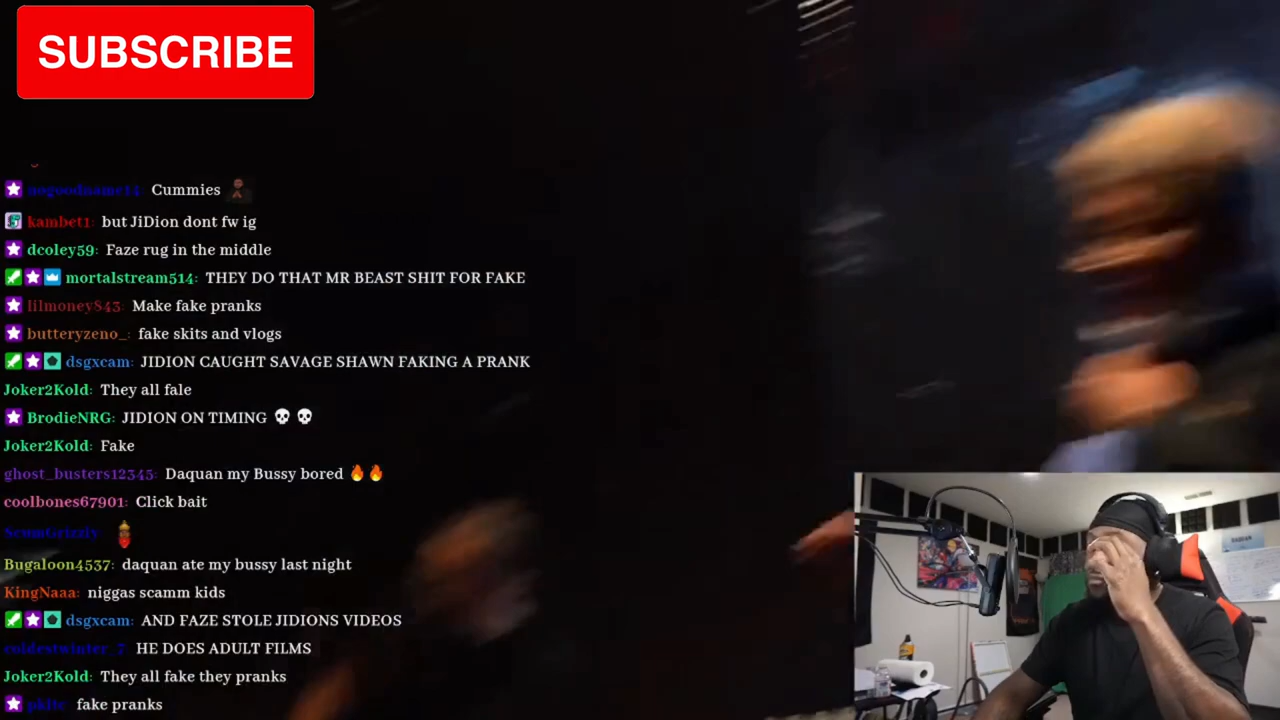 SUBSCRIBE
nogoodname14: Cummies
kambet1: but JiDion dont fw ig
dcoley59: Faze rug in the middle
mortalstream514: THEY DO THAT MR BEAST SHIT FOR FAKE
lilmoney843: Make fake pranks
butteryzeno_: fake skits and vlogs
dsgxcam: JIDION CAUGHT SAVAGE SHAWN FAKING A PRANK
Joker2Kold: They all fale
BrodieNRG: JIDION ON TIMING 💀 💀
Joker2Kold: Fake
ghost_busters12345: Daquan my Bussy bored 🔥🔥
coolbones67901: Click bait
ScumGrizzly:
Bugaloon4537: daquan ate my bussy last night
KingNaaa: niggas scamm kids
dsgxcam: AND FAZE STOLE JIDIONS VIDEOS
coldestwinter_7: HE DOES ADULT FILMS
Joker2Kold: They all fake they pranks
fake pranks